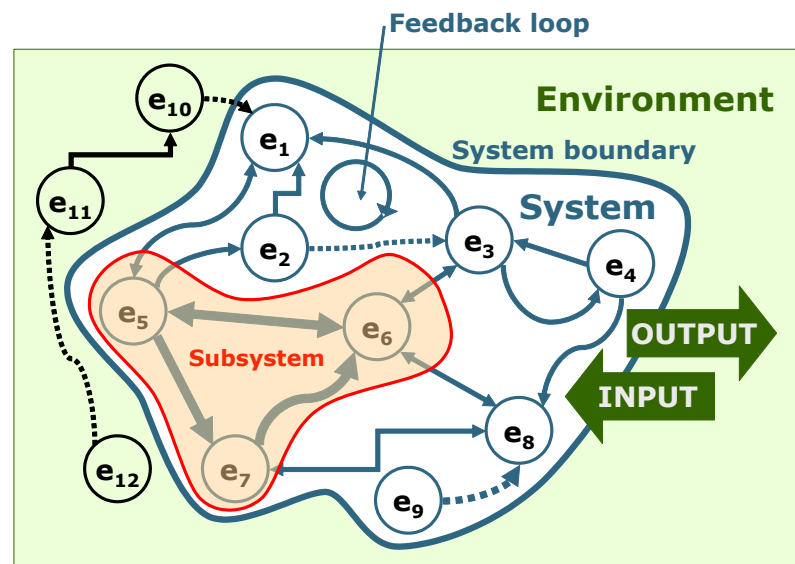 Feedback loop
Environment
e10
e1
System boundary
e11
System
e2
e3
e4
e5
e6
Subsystem
OUTPUT
INPUT
e8
e7
e12
e9